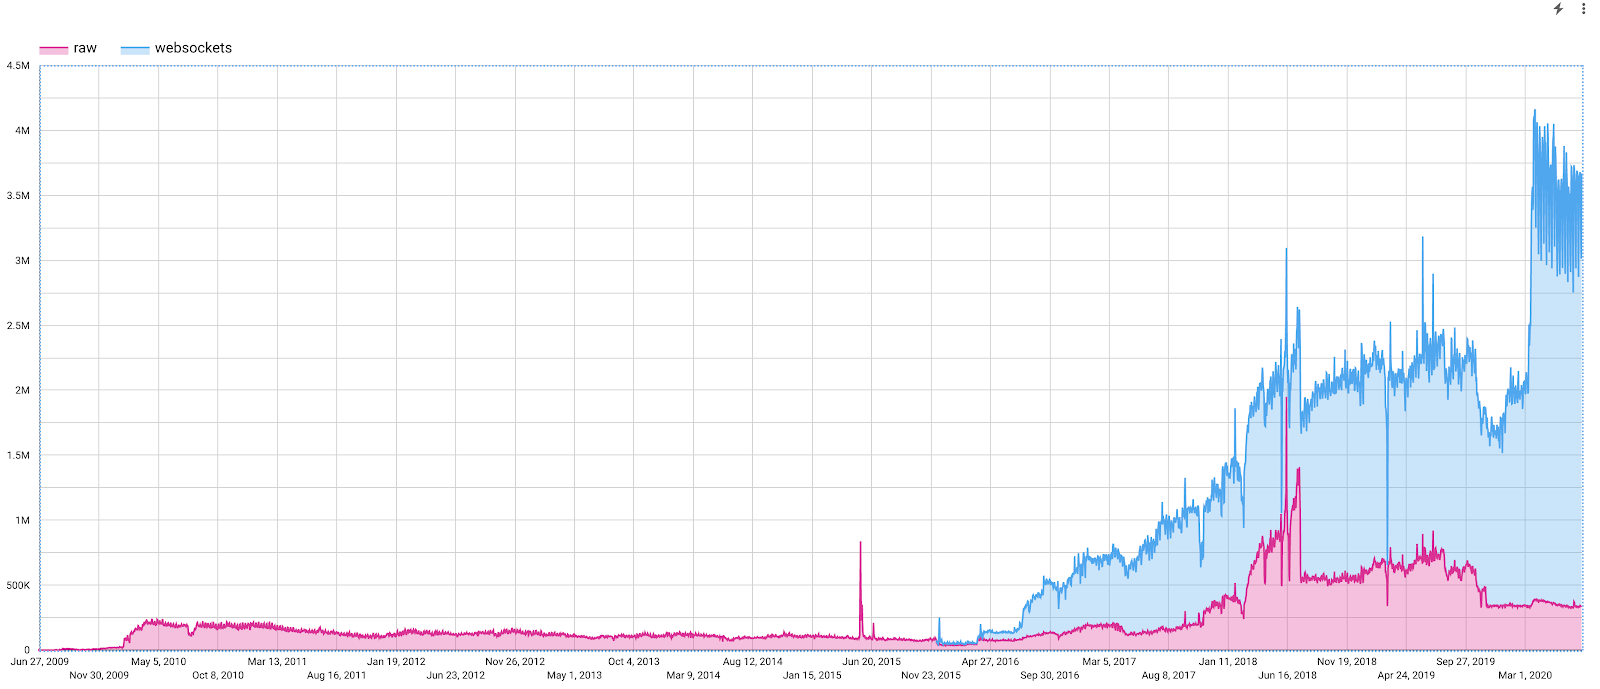 raw websockets
4.5M
4M
3.5M
3M
2.5M
2M
1.5M
1M
500K
0
Jun 27, 2009 May 5, 2010 Mar 13, 2011 Jan 19, 2012 Nov 26, 2012 Oct 4, 2013 Aug 12, 2014 Jun 20, 2015 Apr 27, 2016 Mar 5, 2017 Jan 11, 2018 Nov 19, 2018 Sep 27, 2019
Nov 30, 2009 Oct 8, 2010 Aug 16, 2011 Jun 23, 2012 May 1, 2013 Mar 9, 2014 Jan 15, 2015 Nov 23, 2015 Sep 30, 2016 Aug 8, 2017 Jun 16, 2018 Apr 24, 2019 Mar 1, 2020